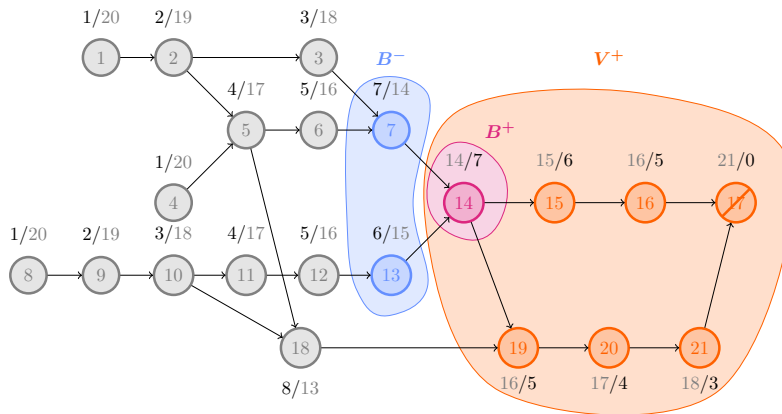 1/20 2/19 3/18
B⁻ V⁺
1 2 3
4/17 5/16 7/14
5 6 7
B⁺
1/20 14/7 15/6 16/5 21/0
4 14 15 16 17
1/20 2/19 3/18 4/17 5/16 6/15
8 9 10 11 12 13
18 19 20 21
8/13 16/5 17/4 18/3